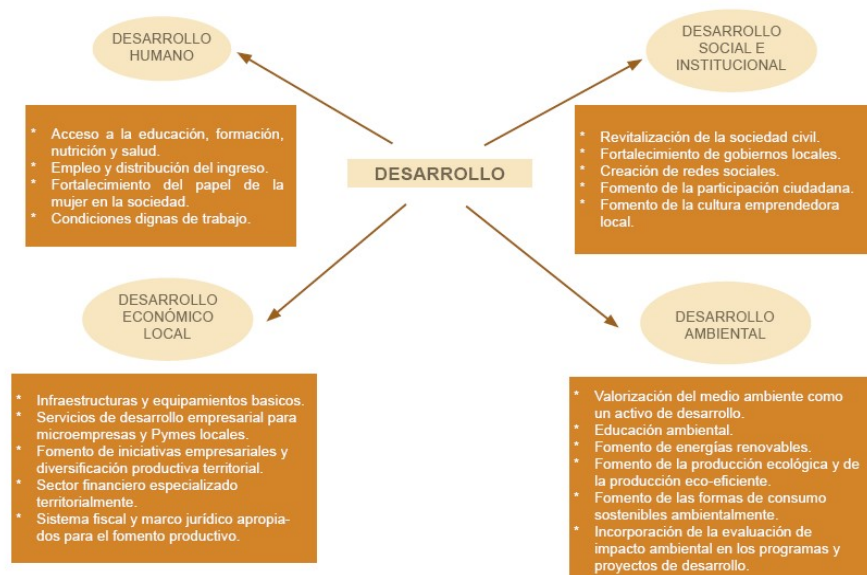 DESARROLLO
HUMANO
* Acceso a la educación, formación,
nutrición y salud.
* Empleo y distribución del ingreso.
* Fortalecimiento del papel de la
mujer en la sociedad.
* Condiciones dignas de trabajo.
DESARROLLO
SOCIAL E
INSTITUCIONAL
* Revitalización de la sociedad civil.
* Fortalecimiento de gobiernos locales.
* Creación de redes sociales.
* Fomento de la participación ciudadana.
* Fomento de la cultura emprendedora
local.
DESARROLLO
DESARROLLO
ECONÓMICO
LOCAL
* Infraestructuras y equipamientos basicos.
* Servicios de desarrollo empresarial para
microempresas y Pymes locales.
* Fomento de iniciativas empresariales y
diversificación productiva territorial.
* Sector financiero especializado
territorialmente.
* Sistema fiscal y marco jurídico apropia-
dos para el fomento productivo.
DESARROLLO
AMBIENTAL
* Valorización del medio ambiente como
un activo de desarrollo.
* Educación ambiental.
* Fomento de energías renovables.
* Fomento de la producción ecológica y de
la producción eco-eficiente.
* Fomento de las formas de consumo
sostenibles ambientalmente.
* Incorporación de la evaluación de
impacto ambiental en los programas y
proyectos de desarrollo.